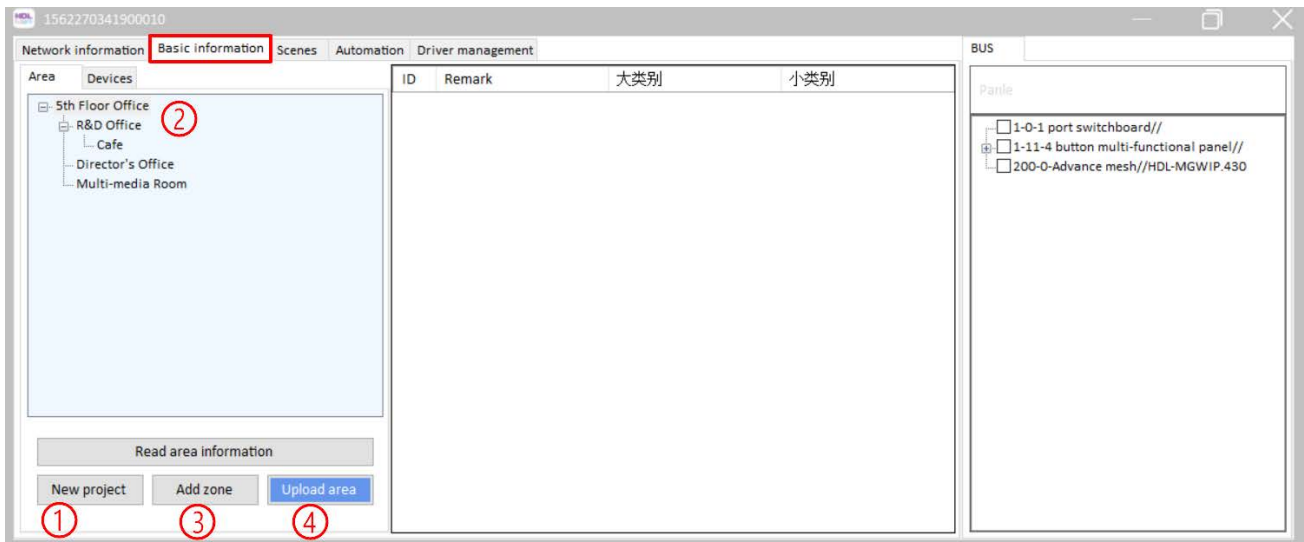 HDL 1562270341900010
Network information Basic information Scenes Automation Driver management
BUS
Area Devices
ID Remark 大类别 小类别
Panle
5th Floor Office
②
R&D Office
Cafe
Director's Office
Multi-media Room
1-0-1 port switchboard//
1-11-4 button multi-functional panel//
200-0-Advance mesh//HDL-MGWIP.430
Read area information
New project Add zone Upload area
① ③ ④